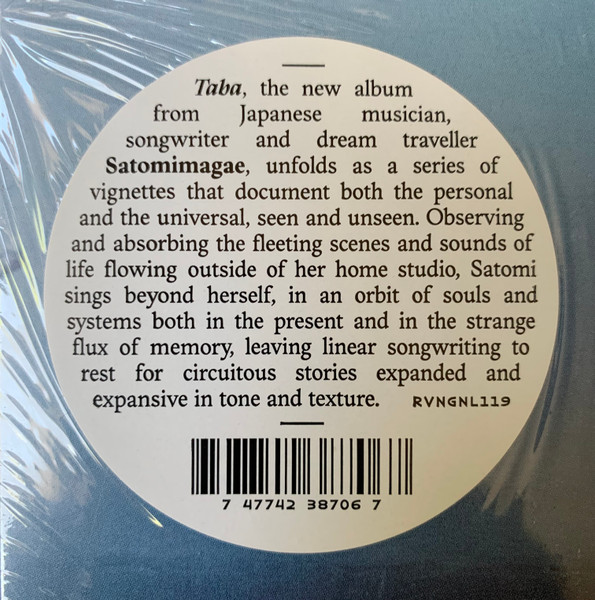 Taba, the new album
from Japanese musician,
songwriter and dream traveller
Satomimagae, unfolds as a series of
vignettes that document both the personal
and the universal, seen and unseen. Observing
and absorbing the fleeting scenes and sounds of
life flowing outside of her home studio, Satomi
sings beyond herself, in an orbit of souls and
systems both in the present and in the strange
flux of memory, leaving linear songwriting to
rest for circuitous stories expanded and
expansive in tone and texture. RVNGNL119
7 47742 38706 7